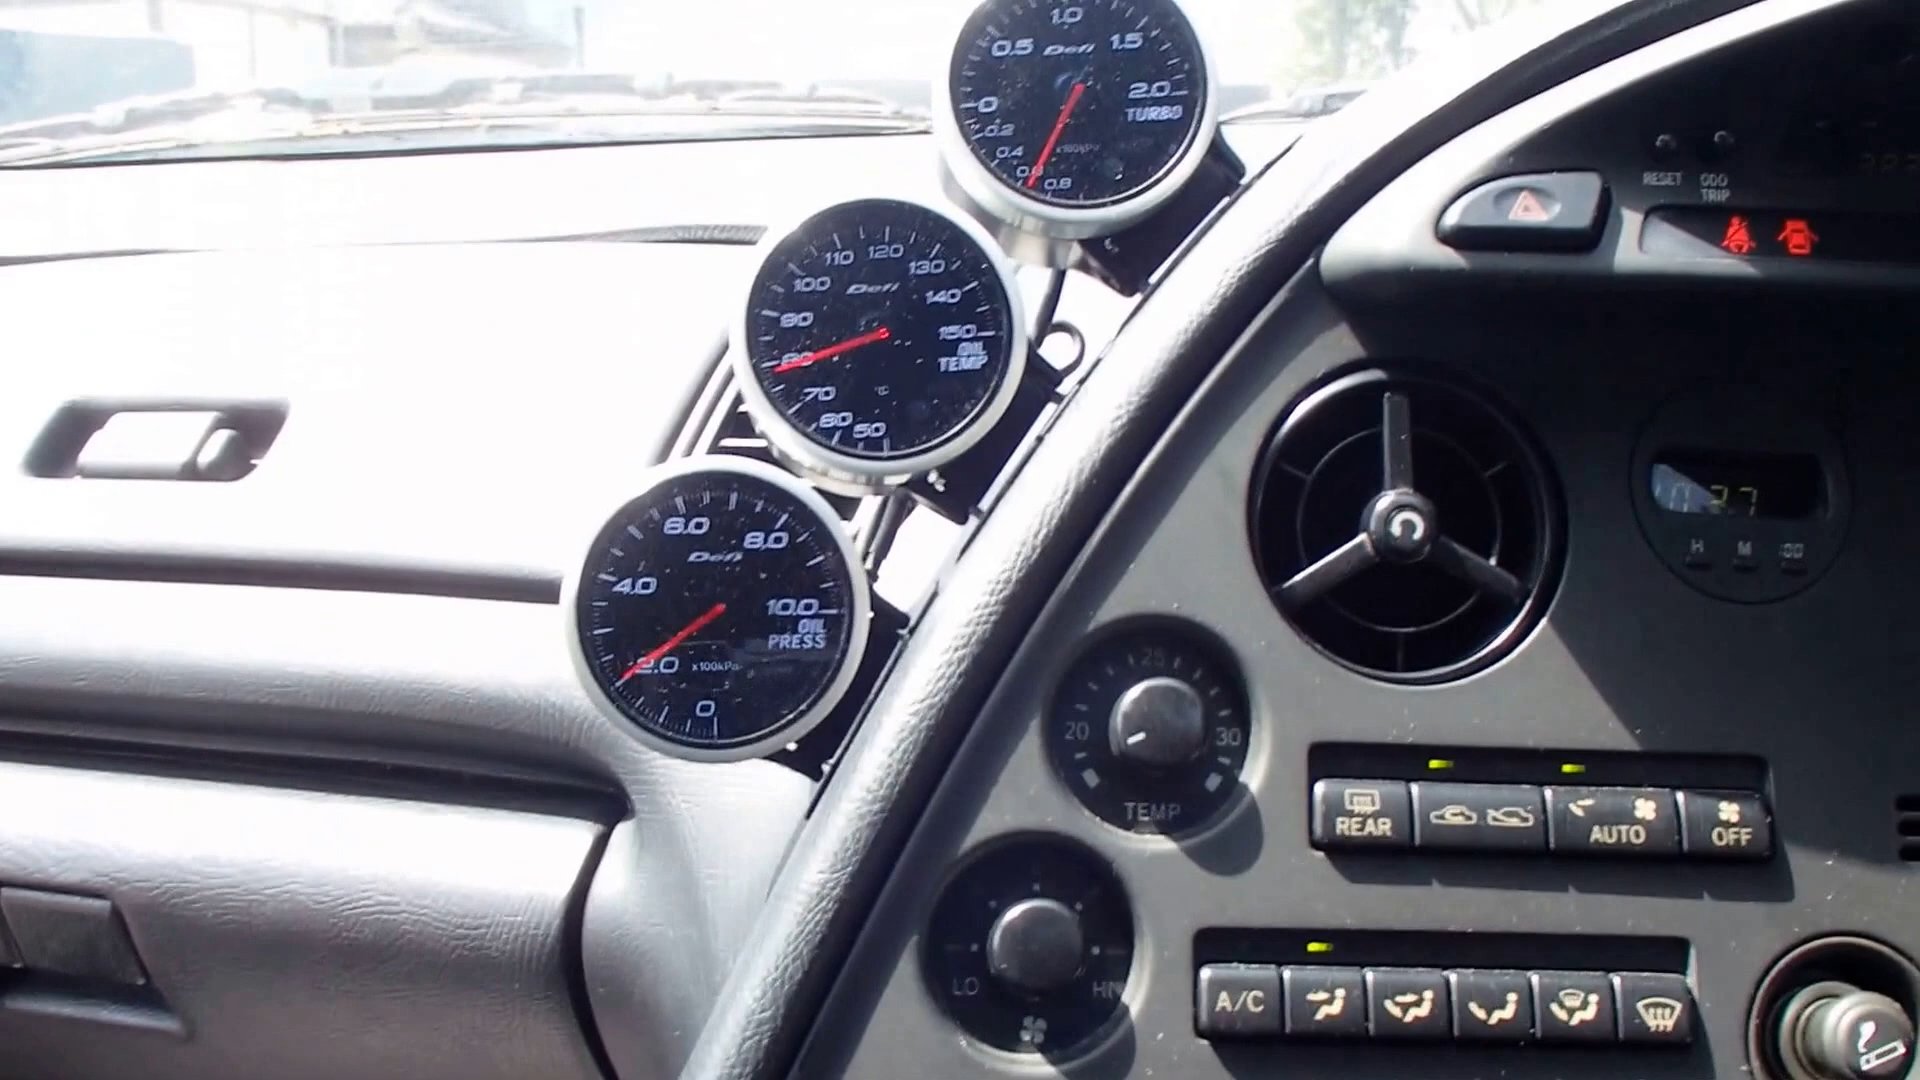 1.0
0.5 Defi 1.5
0 2.0
TURBO
0.2
0.4 x100kPa
0.6 0.8
110 120 130
100 Defi 140
90 150
OIL
TEMP
80
70 °C
60 50
6.0 8.0
Defi
4.0 10.0
OIL
PRESS
2.0 x100kPa
0
RESET ODO
TRIP
H M :00
25
20 30
TEMP
REAR AUTO OFF
LO
A/C